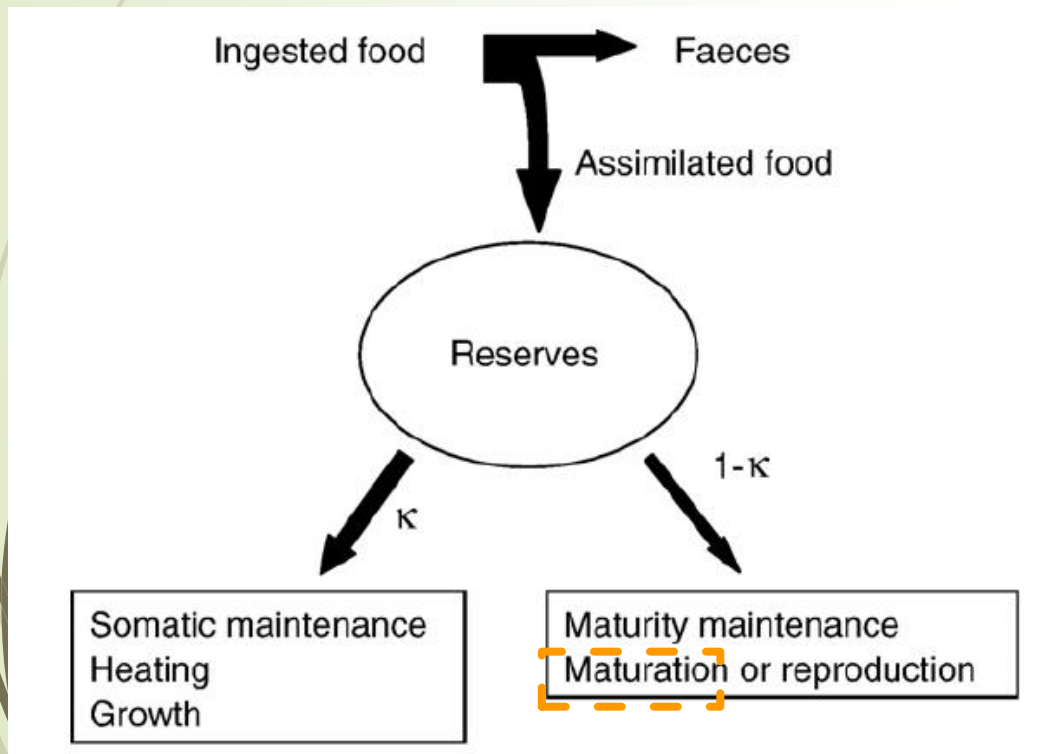 Ingested food
Faeces
Assimilated food
Reserves
κ
1-κ
Somatic maintenance
Heating
Growth
Maturity maintenance
Maturation or reproduction